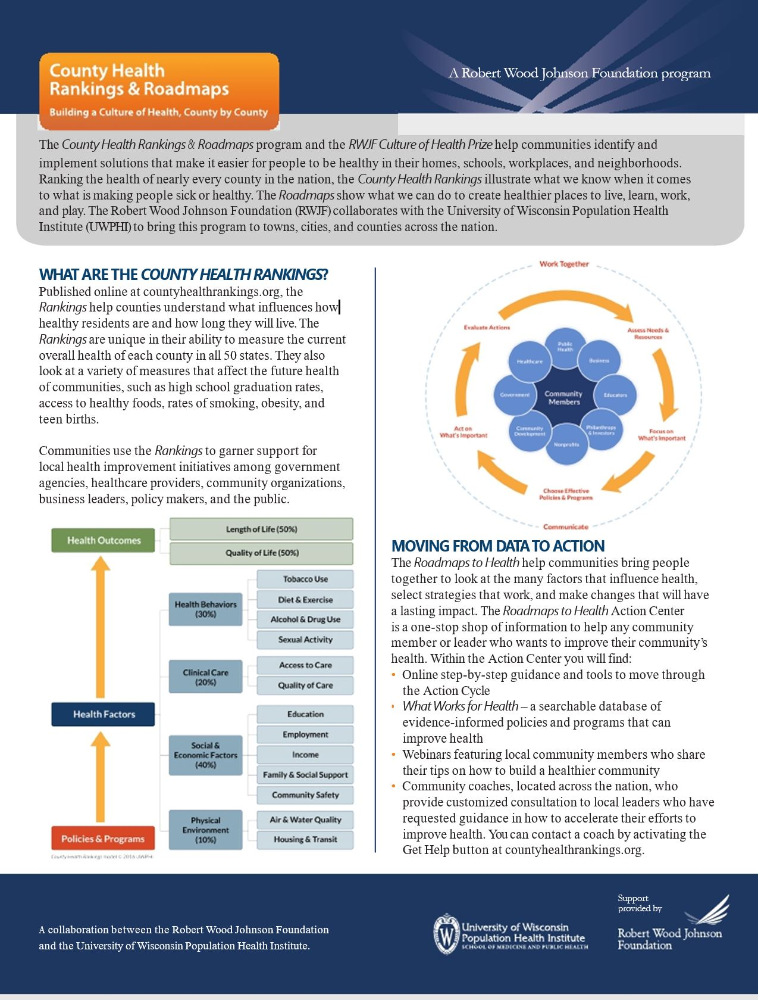 County Health
Rankings & Roadmaps
Building a Culture of Health, County by County
A Robert Wood Johnson Foundation program
The County Health Rankings & Roadmaps program and the RWJF Culture of Health Prize help communities identify and
implement solutions that make it easier for people to be healthy in their homes, schools, workplaces, and neighborhoods.
Ranking the health of nearly every county in the nation, the County Health Rankings illustrate what we know when it comes
to what is making people sick or healthy. The Roadmaps show what we can do to create healthier places to live, learn, work,
and play. The Robert Wood Johnson Foundation (RWJF) collaborates with the University of Wisconsin Population Health
Institute (UWPHI) to bring this program to towns, cities, and counties across the nation.
WHAT ARE THE COUNTY HEALTH RANKINGS?
Published online at countyhealthrankings.org, the
Rankings help counties understand what influences how
healthy residents are and how long they will live. The
Rankings are unique in their ability to measure the current
overall health of each county in all 50 states. They also
look at a variety of measures that affect the future health
of communities, such as high school graduation rates,
access to healthy foods, rates of smoking, obesity, and
teen births.
Communities use the Rankings to garner support for
local health improvement initiatives among government
agencies, healthcare providers, community organizations,
business leaders, policy makers, and the public.
Health Outcomes
Length of Life (50%)
Quality of Life (50%)
Health Factors
Health Behaviors
(30%)
Tobacco Use
Diet & Exercise
Alcohol & Drug Use
Sexual Activity
Clinical Care
(20%)
Access to Care
Quality of Care
Social &
Economic Factors
(40%)
Education
Employment
Income
Family & Social Support
Community Safety
Physical
Environment
(10%)
Air & Water Quality
Housing & Transit
Policies & Programs
County Health Rankings model © 2016 UWPHI
Work Together
Evaluate Actions
Assess Needs &
Resources
Public
Health
Healthcare
Business
Government
Community
Members
Educators
Community
Development
Philanthropy
& Investors
Nonprofits
Act on
What's Important
Focus on
What's Important
Choose Effective
Policies & Programs
Communicate
MOVING FROM DATA TO ACTION
The Roadmaps to Health help communities bring people
together to look at the many factors that influence health,
select strategies that work, and make changes that will have
a lasting impact. The Roadmaps to Health Action Center
is a one-stop shop of information to help any community
member or leader who wants to improve their community's
health. Within the Action Center you will find:
• Online step-by-step guidance and tools to move through
the Action Cycle
• What Works for Health – a searchable database of
evidence-informed policies and programs that can
improve health
• Webinars featuring local community members who share
their tips on how to build a healthier community
• Community coaches, located across the nation, who
provide customized consultation to local leaders who have
requested guidance in how to accelerate their efforts to
improve health. You can contact a coach by activating the
Get Help button at countyhealthrankings.org.
A collaboration between the Robert Wood Johnson Foundation
and the University of Wisconsin Population Health Institute.
W
University of Wisconsin
Population Health Institute
SCHOOL OF MEDICINE AND PUBLIC HEALTH
Support
provided by
Robert Wood Johnson
Foundation